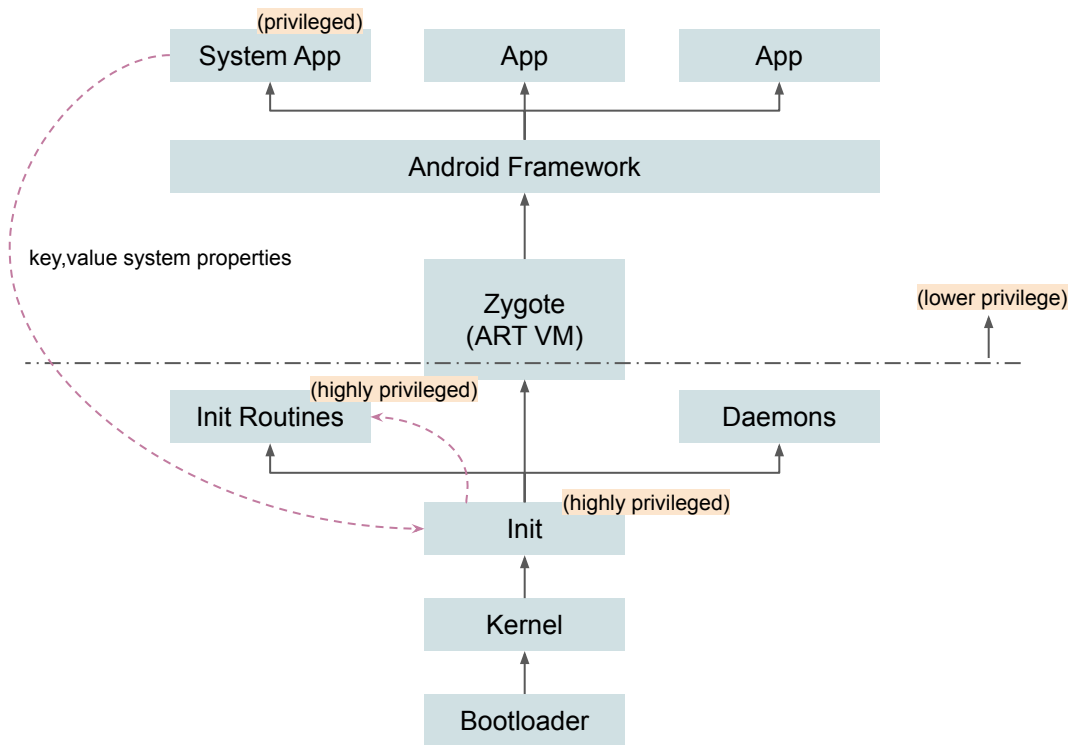 (privileged)
System App
App
App
Android Framework
key,value system properties
Zygote
(ART VM)
(lower privilege)
(highly privileged)
Init Routines
Daemons
(highly privileged)
Init
Kernel
Bootloader